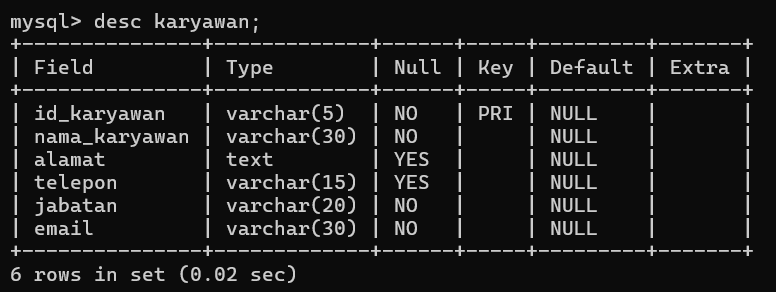 mysql> desc karyawan;
+---------------+-------------+------+-----+---------+-------+
| Field         | Type        | Null | Key | Default | Extra |
+---------------+-------------+------+-----+---------+-------+
| id_karyawan   | varchar(5)  | NO   | PRI | NULL    |       |
| nama_karyawan | varchar(30) | NO   |     | NULL    |       |
| alamat        | text        | YES  |     | NULL    |       |
| telepon       | varchar(15) | YES  |     | NULL    |       |
| jabatan       | varchar(20) | NO   |     | NULL    |       |
| email         | varchar(30) | NO   |     | NULL    |       |
+---------------+-------------+------+-----+---------+-------+
6 rows in set (0.02 sec)